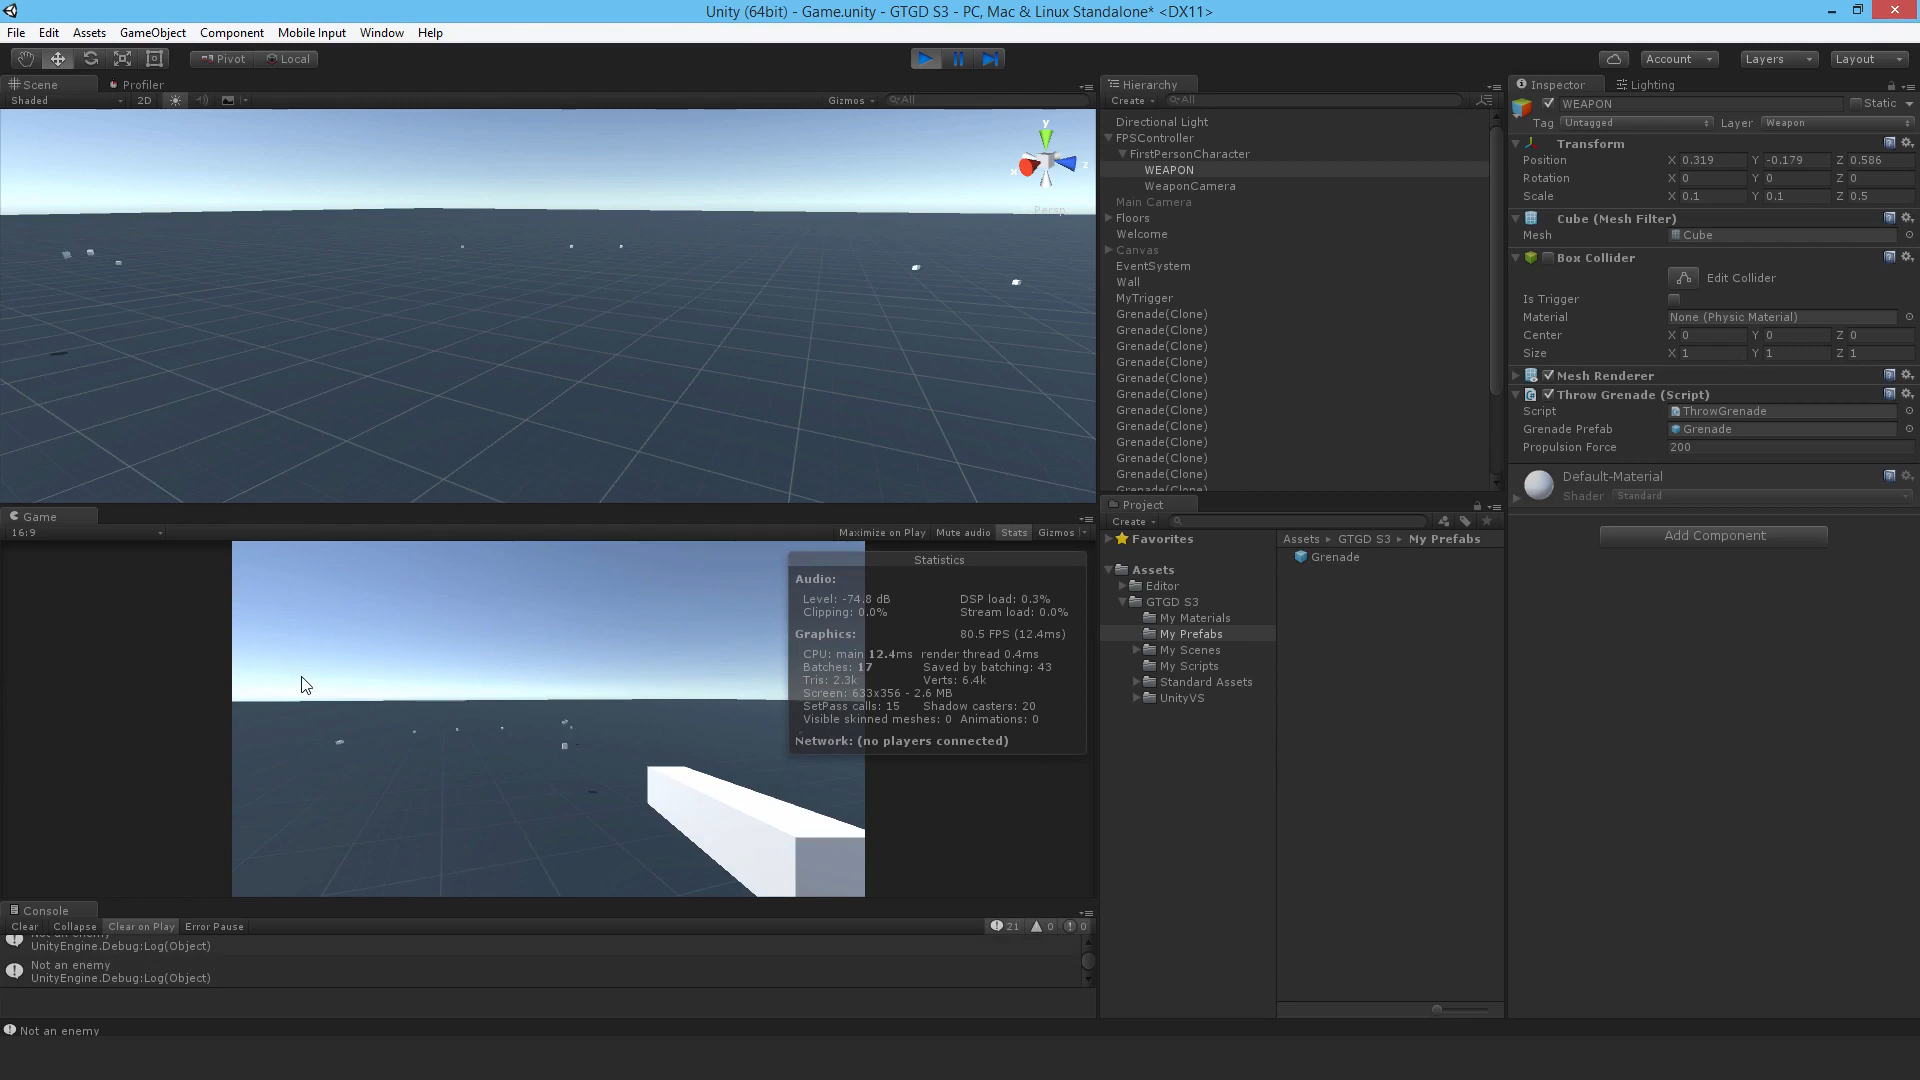 Unity (64bit) - Game.unity - GTGD S3 - PC, Mac & Linux Standalone* <DX11>
File Edit Assets GameObject Component Mobile Input Window Help
Pivot Local Account Layers Layout
Scene Profiler
Shaded 2D Gizmos All
y
x z
Persp
Game
16:9 Maximize on Play Mute audio Stats Gizmos
Statistics
Audio:
Level: -74.8 dB DSP load: 0.3%
Clipping: 0.0% Stream load: 0.0%
Graphics: 80.5 FPS (12.4ms)
CPU: main 12.4ms render thread 0.4ms
Batches: 17 Saved by batching: 43
Tris: 2.3k Verts: 6.4k
Screen: 633x356 - 2.6 MB
SetPass calls: 15 Shadow casters: 20
Visible skinned meshes: 0 Animations: 0
Network: (no players connected)
Console
Clear Collapse Clear on Play Error Pause 21 0 0
Not an enemy
UnityEngine.Debug:Log(Object)
Not an enemy
UnityEngine.Debug:Log(Object)
Not an enemy
Hierarchy
Create All
Directional Light
FPSController
FirstPersonCharacter
WEAPON
WeaponCamera
Main Camera
Floors
Welcome
Canvas
EventSystem
Wall
MyTrigger
Grenade(Clone)
Grenade(Clone)
Grenade(Clone)
Grenade(Clone)
Grenade(Clone)
Grenade(Clone)
Grenade(Clone)
Grenade(Clone)
Grenade(Clone)
Grenade(Clone)
Grenade(Clone)
Grenade(Clone)
Project
Create
Favorites
Assets
Editor
GTGD S3
My Materials
My Prefabs
My Scenes
My Scripts
Standard Assets
UnityVS
Assets GTGD S3 My Prefabs
Grenade
Inspector Lighting
WEAPON Static
Tag Untagged Layer Weapon
Transform
Position X 0.319 Y -0.179 Z 0.586
Rotation X 0 Y 0 Z 0
Scale X 0.1 Y 0.1 Z 0.5
Cube (Mesh Filter)
Mesh Cube
Box Collider
Edit Collider
Is Trigger
Material None (Physic Material)
Center X 0 Y 0 Z 0
Size X 1 Y 1 Z 1
Mesh Renderer
Throw Grenade (Script)
Script ThrowGrenade
Grenade Prefab Grenade
Propulsion Force 200
Default-Material
Shader Standard
Add Component